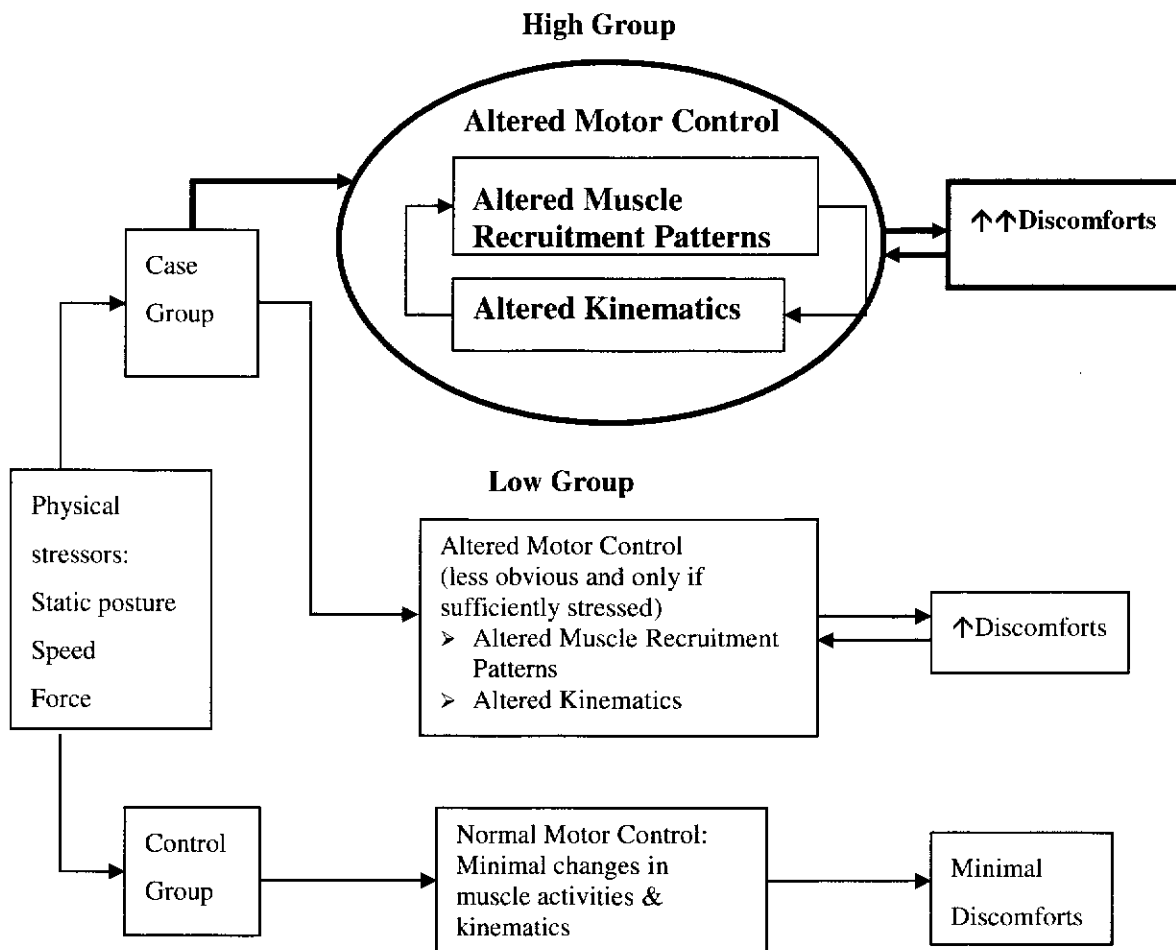 High Group
Altered Motor Control
Altered Muscle
Recruitment Patterns
Altered Kinematics
↑↑Discomforts
Case
Group
Physical
stressors:
Static posture
Speed
Force
Low Group
Altered Motor Control
(less obvious and only if
sufficiently stressed)
➢ Altered Muscle Recruitment
Patterns
➢ Altered Kinematics
↑Discomforts
Control
Group
Normal Motor Control:
Minimal changes in
muscle activities &
kinematics
Minimal
Discomforts